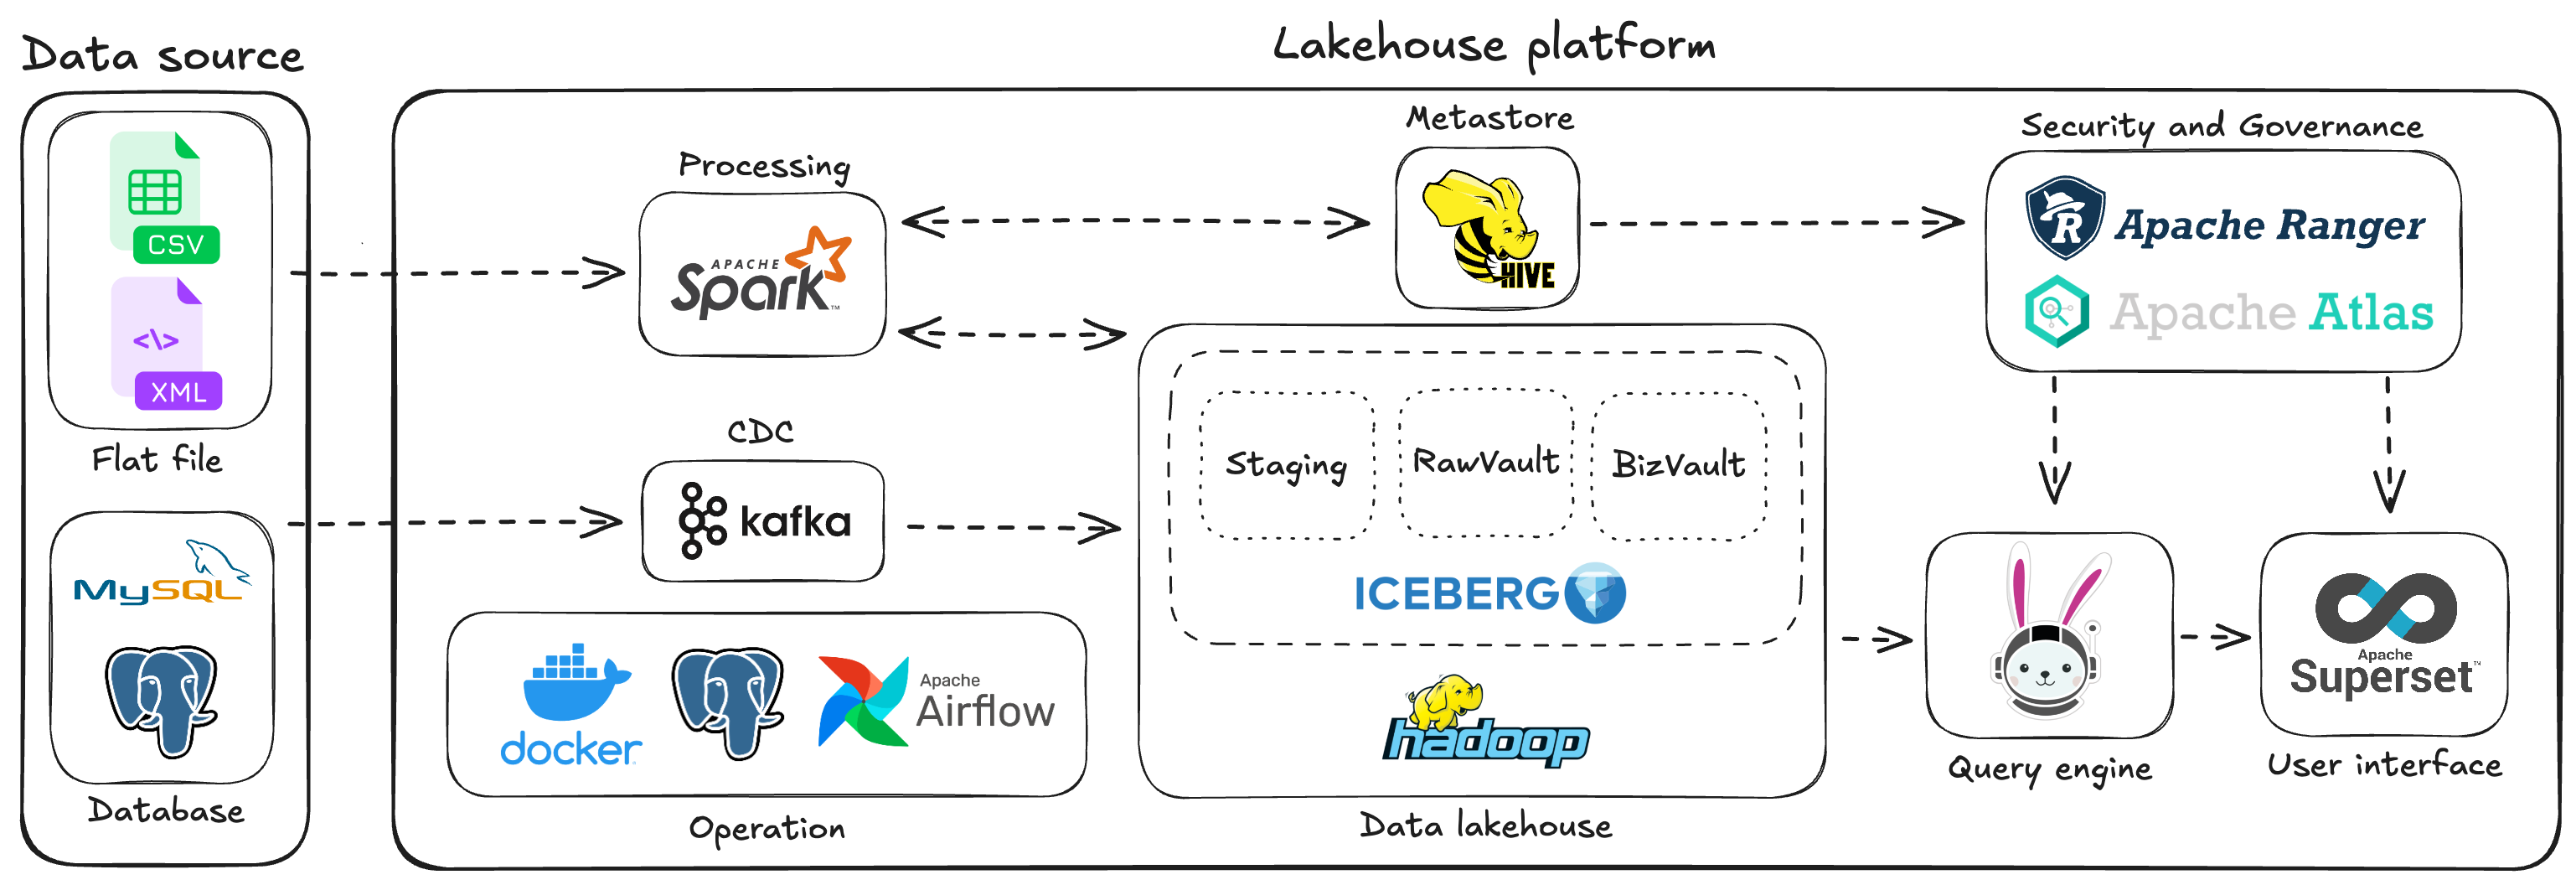 Data source
Lakehouse platform
CSV
</>
XML
Flat file
MySQL
Database
Processing
APACHE
Spark™
CDC
kafka
docker
Apache
Airflow
Operation
Metastore
HIVE
Staging
RawVault
BizVault
ICEBERG
hadoop
Data lakehouse
Security and Governance
R
Apache Ranger
Apache Atlas
Query engine
Apache
Superset™
User interface